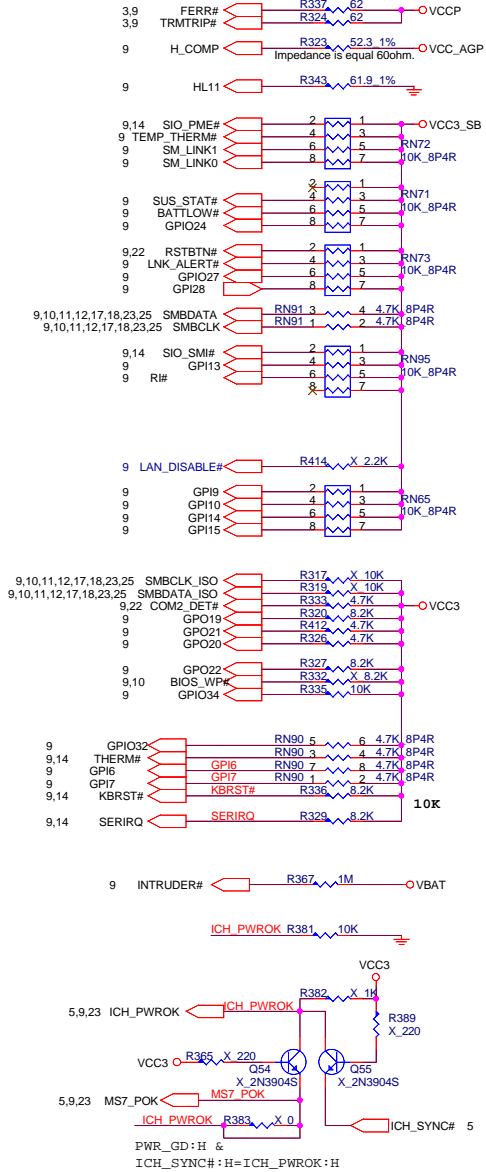 3,9 FERR# R337 62 VCCP
3,9 TRMTRIP# R324 62
9 H_COMP R323 52.3_1% VCC_AGP
Impedance is equal 60ohm.
9 HL11 R343 61.9_1%
9,14 SIO_PME# 2 1 VCC3_SB
9 TEMP_THERM# 4 3
9 SM_LINK1 6 5 RN72
9 SM_LINK0 8 7 10K_8P4R
2 1
9 SUS_STAT# 4 3 RN71
9 BATTLOW# 6 5 10K_8P4R
9 GPIO24 8 7
9,22 RSTBTN# 2 1
9 LNK_ALERT# 4 3 RN73
9 GPIO27 6 5 10K_8P4R
9 GPI28 8 7
9,10,11,12,17,18,23,25 SMBDATA RN91 3 4 4.7K 8P4R
9,10,11,12,17,18,23,25 SMBCLK RN91 1 2 4.7K 8P4R
9,14 SIO_SMI# 2 1
9 GPI13 4 3 RN95
9 RI# 6 5 10K_8P4R
8 7
9 LAN_DISABLE# R414 X_2.2K
9 GPI9 2 1
9 GPI10 4 3 RN65
9 GPI14 6 5 10K_8P4R
9 GPI15 8 7
9,10,11,12,17,18,23,25 SMBCLK_ISO R317 X_10K
9,10,11,12,17,18,23,25 SMBDATA_ISO R319 X_10K
9,22 COM2_DET# R333 4.7K VCC3
9 GPO19 R320 8.2K
9 GPO21 R412 4.7K
9 GPO20 R326 4.7K
9 GPO22 R327 8.2K
9,10 BIOS_WP# R332 X_8.2K
9 GPIO34 R335 10K
9 GPIO32 RN90 5 6 4.7K 8P4R
9,14 THERM# RN90 3 4 4.7K 8P4R
9 GPI6 GPI6 RN90 7 8 4.7K 8P4R
9 GPI7 GPI7 RN90 1 2 4.7K 8P4R
9,14 KBRST# KBRST# R336 8.2K
10K
9,14 SERIRQ SERIRQ R329 8.2K
9 INTRUDER# R367 1M VBAT
ICH_PWROK R381 10K
VCC3
R382 X_1K
5,9,23 ICH_PWROK ICH_PWROK
R389
X_220
VCC3 R365 X_220
Q54 Q55
X_2N3904S X_2N3904S
5,9,23 MS7_POK MS7_POK
ICH_PWROK R383 X_0 ICH_SYNC# 5
PWR_GD:H &
ICH_SYNC#:H=ICH_PWROK:H